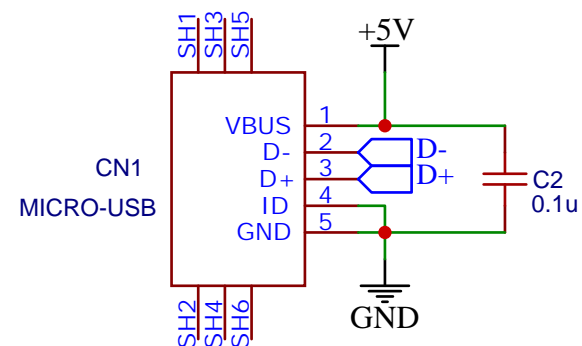 SH1 SH3 SH5
+5V
VBUS 1
D- 2 D-
CN1
D+ 3 D+
C2
MICRO-USB
ID 4
0.1u
GND 5
SH2 SH4 SH6
GND